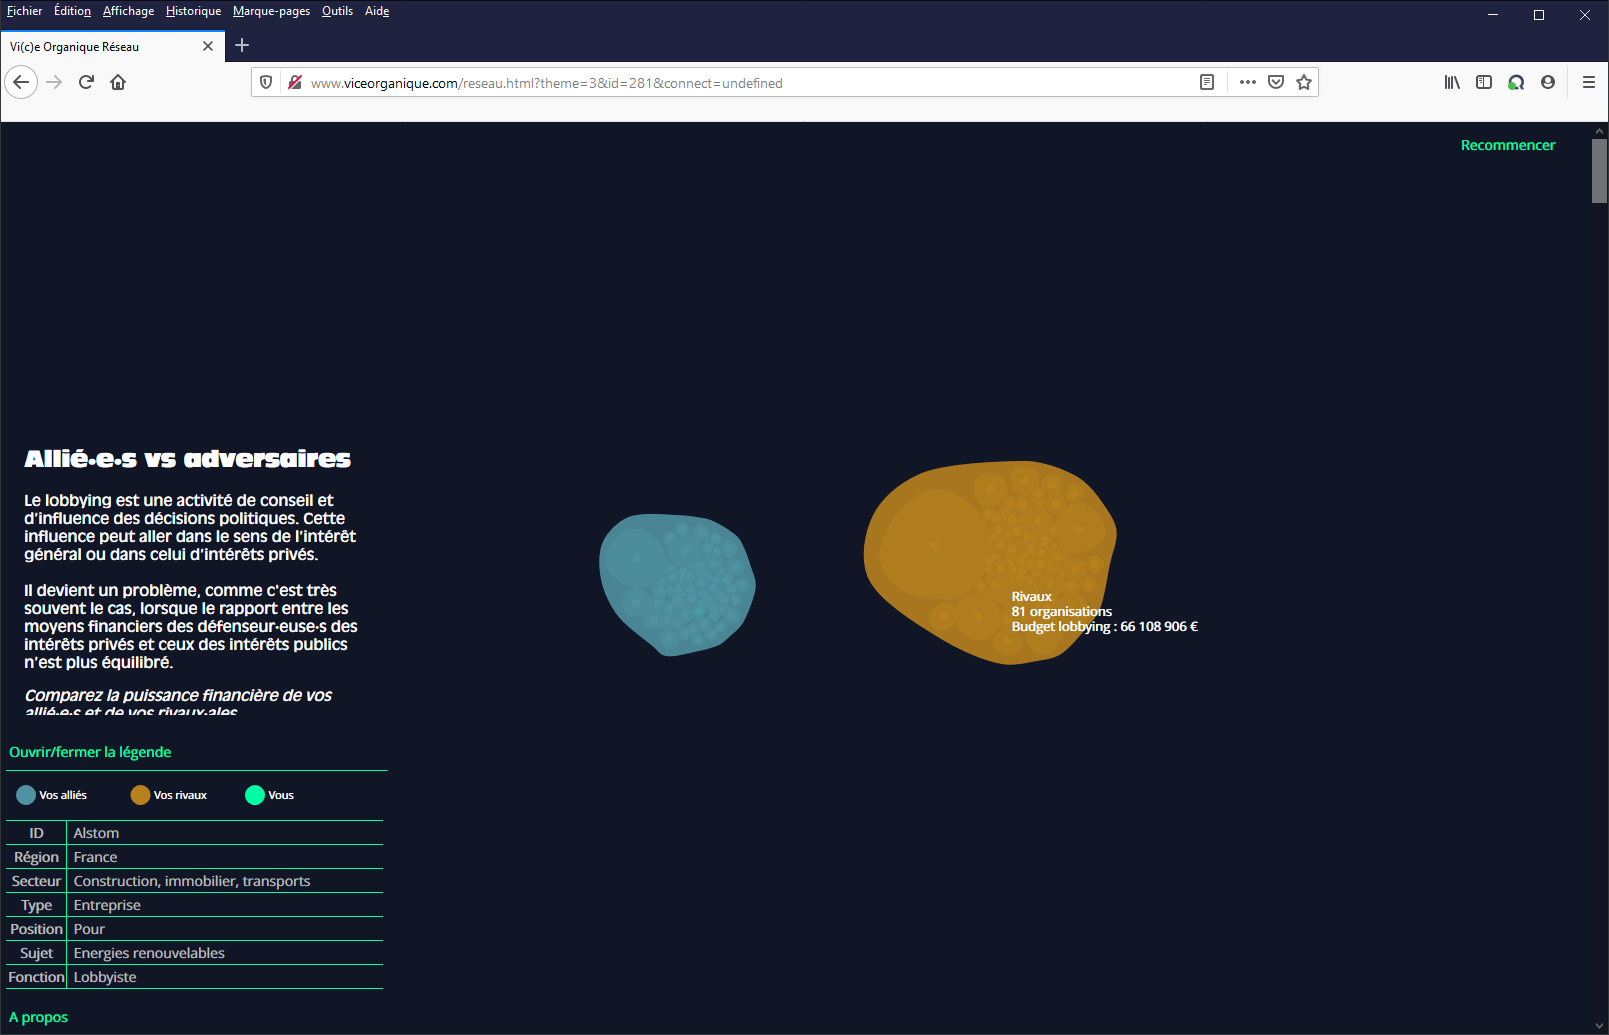 Fichier Édition Affichage Historique Marque-pages Outils Aide
Vi(c)e Organique Réseau
www.viceorganique.com/reseau.html?theme=3&id=281&connect=undefined
Recommencer
Allié•e•s vs adversaires
Le lobbying est une activité de conseil et
d'influence des décisions politiques. Cette
influence peut aller dans le sens de l'intérêt
général ou dans celui d'intérêts privés.
Il devient un problème, comme c'est très
souvent le cas, lorsque le rapport entre les
moyens financiers des défenseur•euse•s des
intérêts privés et ceux des intérêts publics
n'est plus équilibré.
Comparez la puissance financière de vos
allié•e•s et de vos rivaux•ales
Rivaux
81 organisations
Budget lobbying : 66 108 906 €
Ouvrir/fermer la légende
Vos alliés Vos rivaux Vous
ID Alstom
Région France
Secteur Construction, immobilier, transports
Type Entreprise
Position Pour
Sujet Energies renouvelables
Fonction Lobbyiste
A propos